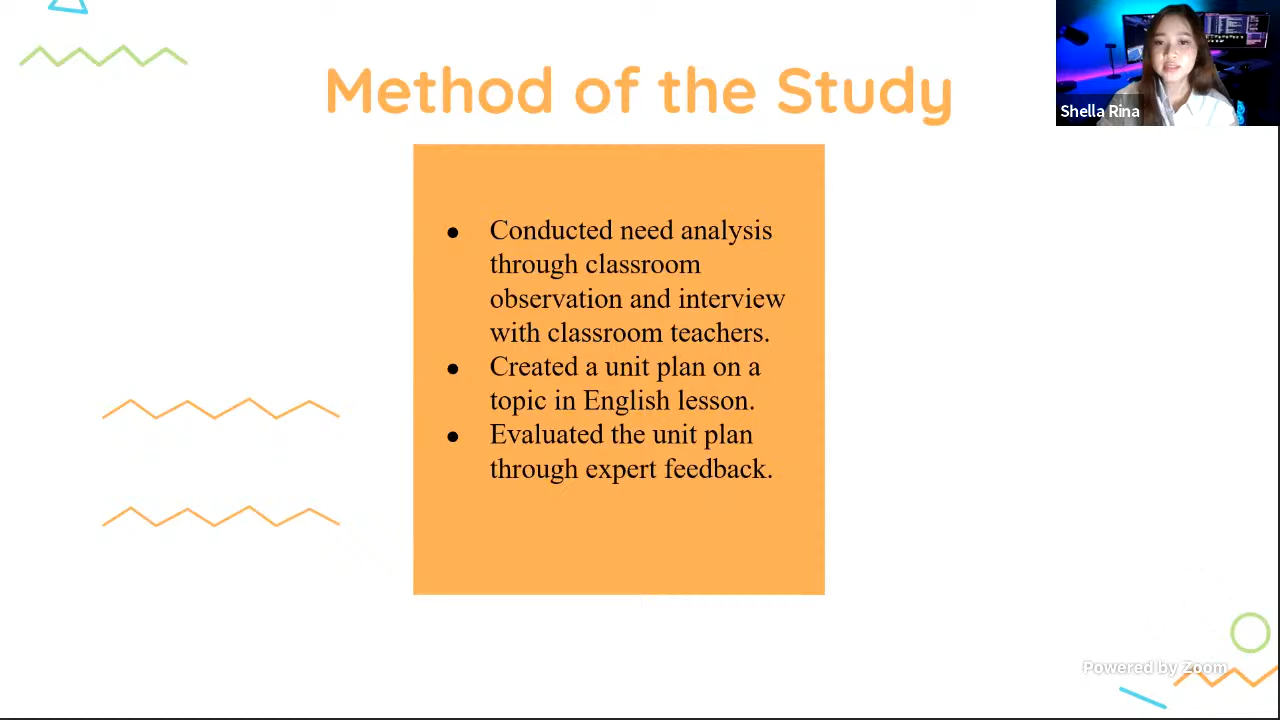 Method of the Study
Shella Rina
● Conducted need analysis
through classroom
observation and interview
with classroom teachers.
● Created a unit plan on a
topic in English lesson.
● Evaluated the unit plan
through expert feedback.
Powered by Zoom